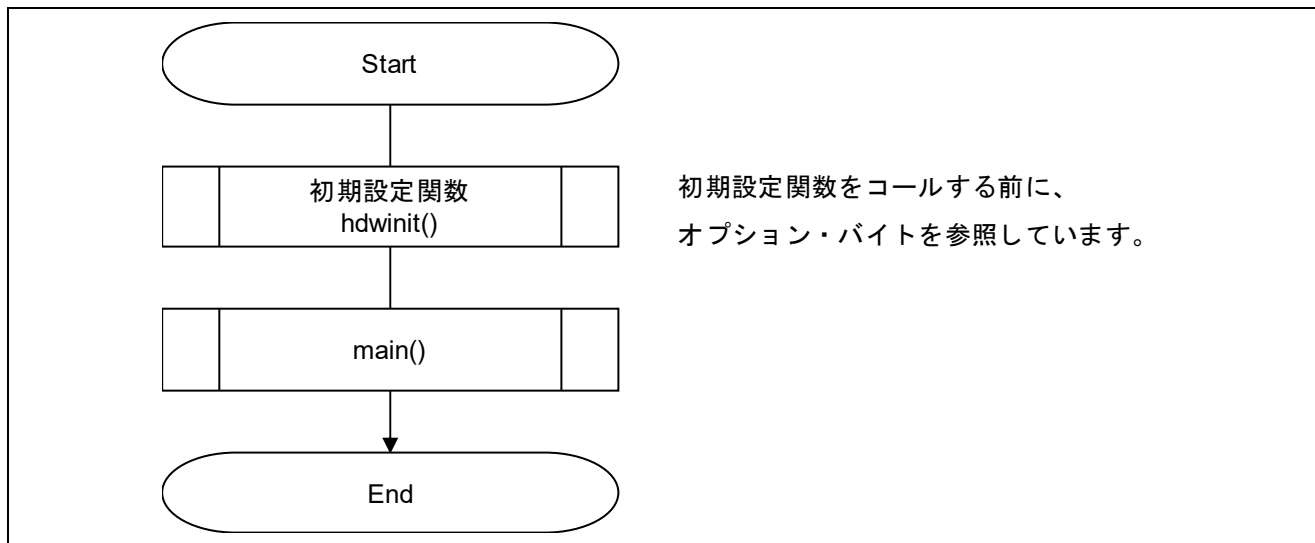 Start
初期設定関数
hdwinit()
初期設定関数をコールする前に、
オプション・バイトを参照しています。
main()
End